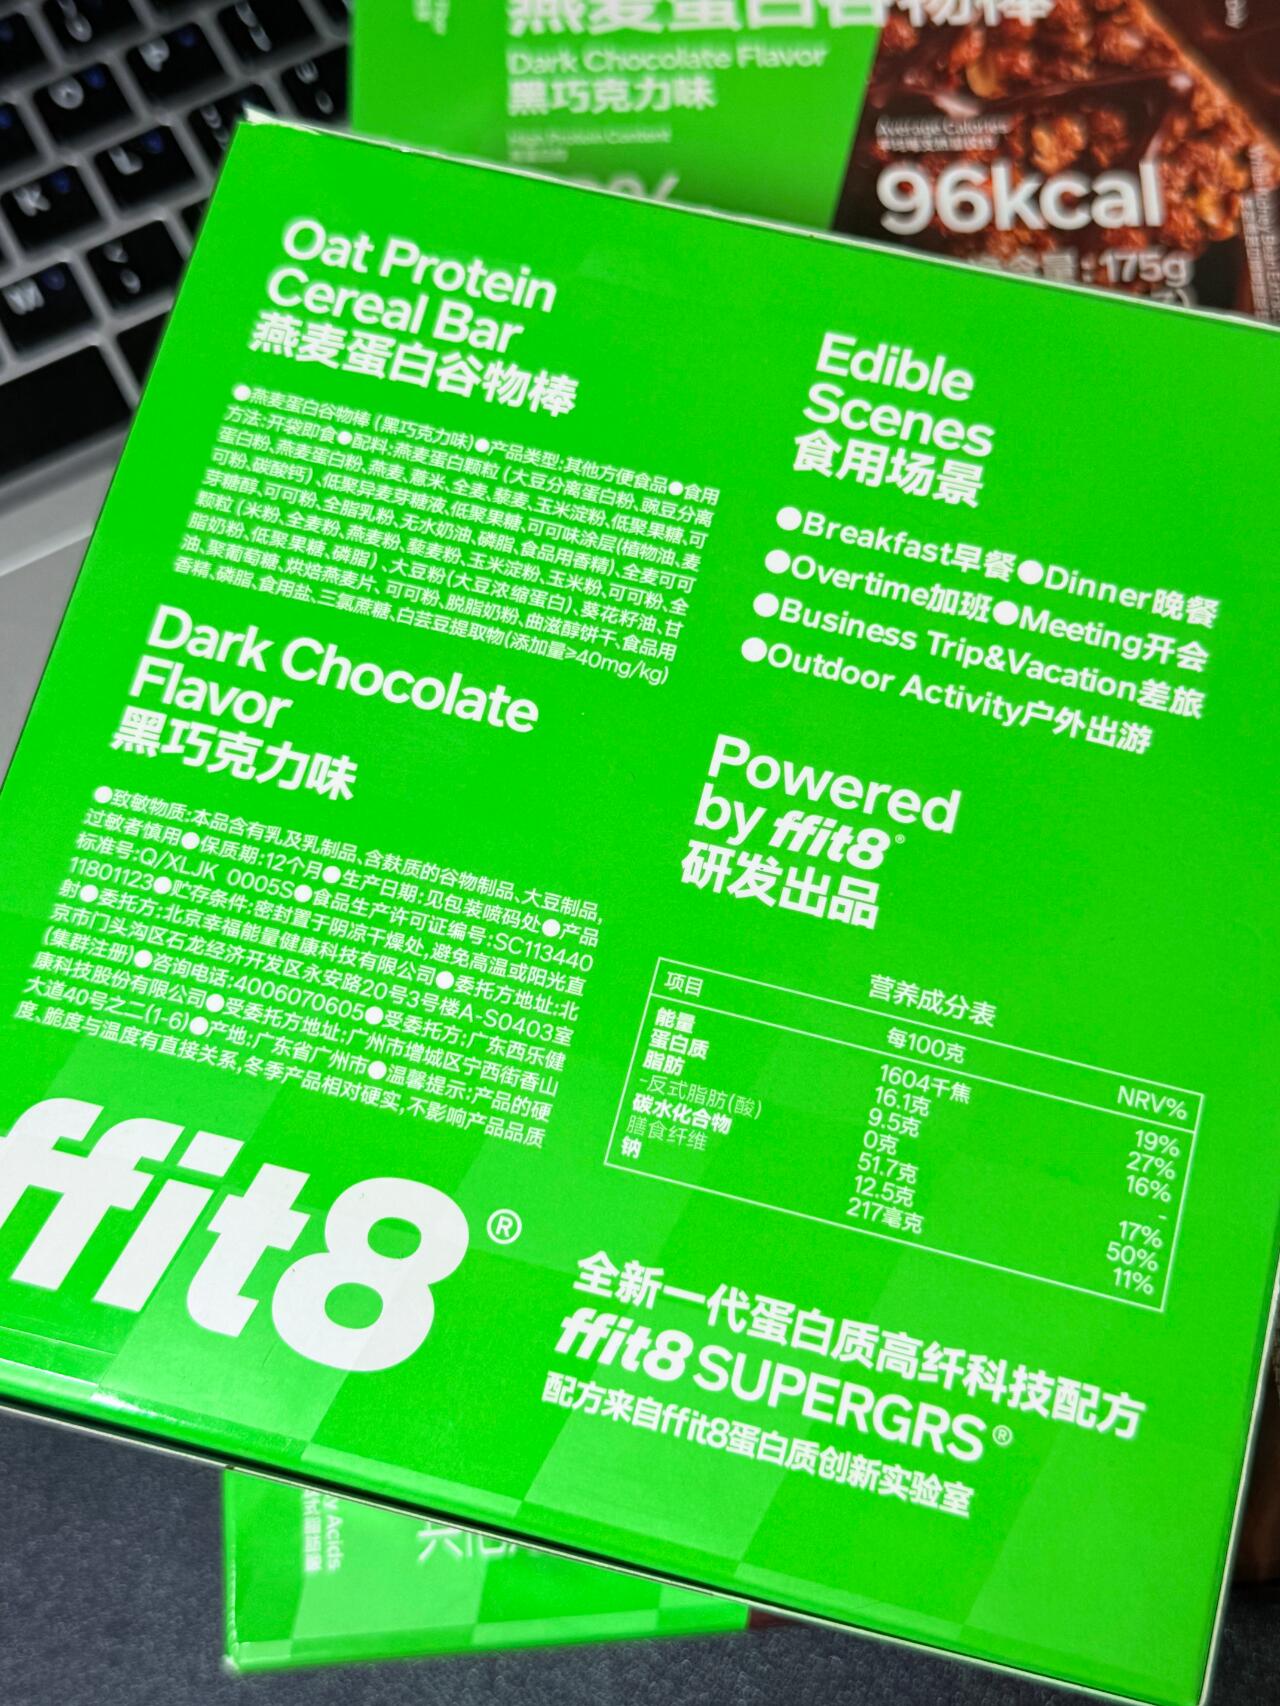 燕麦蛋白谷物棒
Dark Chocolate Flavor
黑巧克力味
High Protein Content
Average Calories
96kcal
175g
Oat Protein
Cereal Bar
燕麦蛋白谷物棒
●燕麦蛋白谷物棒(黑巧克力味)●产品类型:其他方便食品●食用
方法:开袋即食●配料:燕麦蛋白颗粒(大豆分离蛋白粉、豌豆分离
蛋白粉、燕麦蛋白粉、燕麦、薏米、全麦、藜麦、玉米淀粉、低聚果糖、可
可粉、碳酸钙)、低聚异麦芽糖液、低聚果糖、可可味涂层(植物油、麦
芽糖醇、可可粉、全脂乳粉、无水奶油、磷脂、食品用香精)、全麦可可
颗粒(米粉、全麦粉、燕麦粉、藜麦粉、玉米淀粉、玉米粉、可可粉、全
脂奶粉、低聚果糖、磷脂)、大豆粉(大豆浓缩蛋白)、葵花籽油、甘
油、聚葡萄糖、烘焙燕麦片、可可粉、脱脂奶粉、曲滋醇饼干、食品用
香精、磷脂、食用盐、三氯蔗糖、白芸豆提取物(添加量≥40mg/kg)
Dark Chocolate
Flavor
黑巧克力味
●致敏物质:本品含有乳及乳制品、含麸质的谷物制品、大豆制品,
过敏者慎用●保质期:12个月●生产日期:见包装喷码处●产品
标准号:Q/XLJK 0005S●食品生产许可证编号:SC113440
11801123●贮存条件:密封置于阴凉干燥处,避免高温或阳光直
射●委托方:北京幸福能量健康科技有限公司●委托方地址:北
京市门头沟区石龙经济开发区永安路20号3号楼A-S0403室
(集群注册)●咨询电话:4006070605●受委托方:广东西乐健
康科技股份有限公司●受委托方地址:广州市增城区宁西街香山
大道40号之二(1-6)●产地:广东省广州市●温馨提示:产品的硬
度、脆度与温度有直接关系,冬季产品相对硬实,不影响产品品质
ffit8®
Edible
Scenes
食用场景
●Breakfast早餐●Dinner晚餐
●Overtime加班●Meeting开会
●Business Trip&Vacation差旅
●Outdoor Activity户外出游
Powered
by ffit8®
研发出品
营养成分表
项目 每100克 NRV%
能量 1604千焦 19%
蛋白质 16.1克 27%
脂肪 9.5克 16%
-反式脂肪(酸) 0克 -
碳水化合物 51.7克 17%
膳食纤维 12.5克 50%
钠 217毫克 11%
全新一代蛋白质高纤科技配方
ffit8 SUPERGRS®
配方来自ffit8蛋白质创新实验室